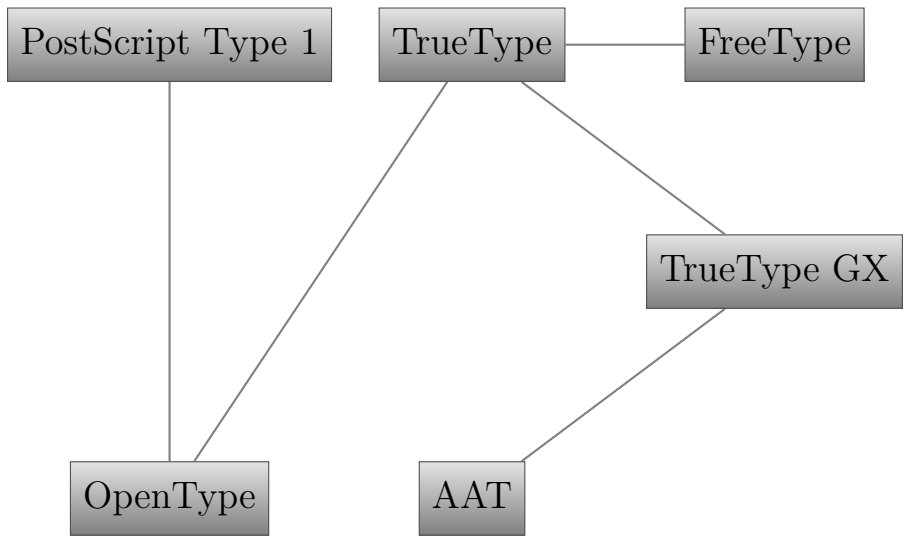 PostScript Type 1
TrueType
FreeType
TrueType GX
OpenType
AAT